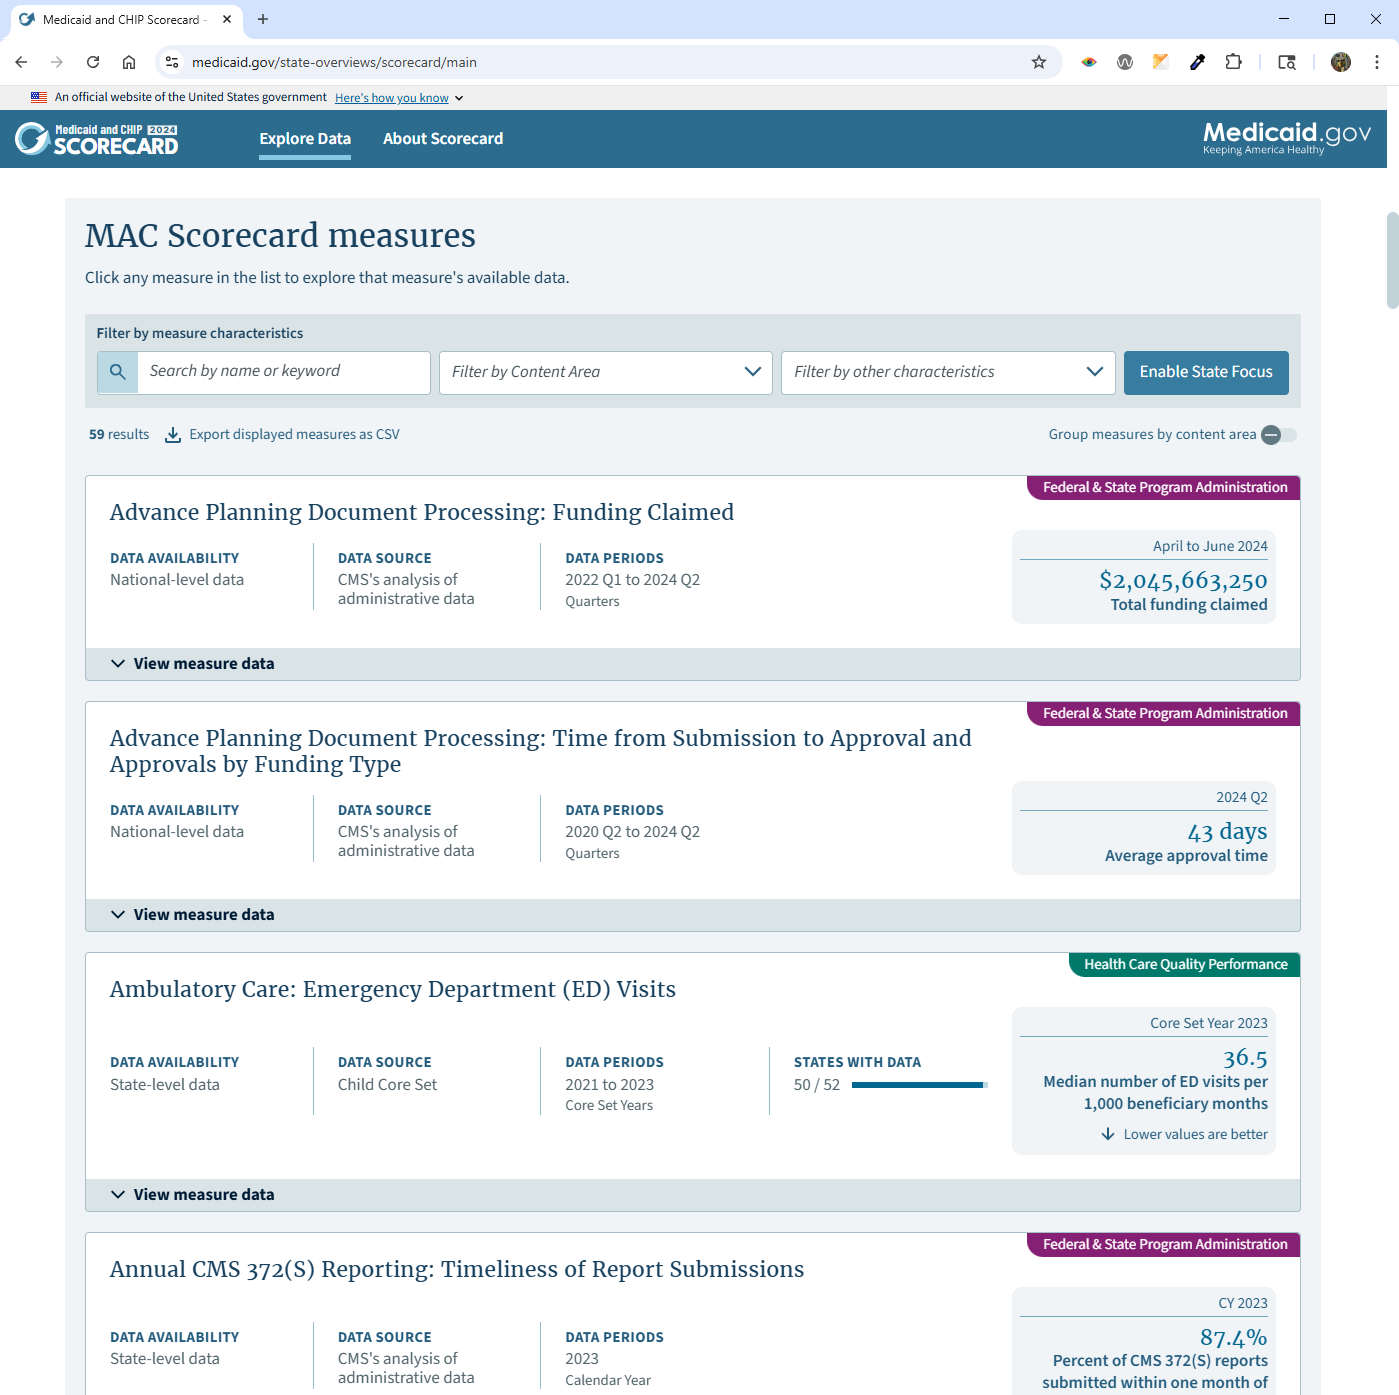 Medicaid and CHIP Scorecard -
medicaid.gov/state-overviews/scorecard/main
An official website of the United States government Here's how you know
Medicaid and CHIP 2024
SCORECARD
Explore Data
About Scorecard
Medicaid.gov
Keeping America Healthy
MAC Scorecard measures
Click any measure in the list to explore that measure's available data.
Filter by measure characteristics
Search by name or keyword
Filter by Content Area
Filter by other characteristics
Enable State Focus
59 results
Export displayed measures as CSV
Group measures by content area
Federal & State Program Administration
Advance Planning Document Processing: Funding Claimed
DATA AVAILABILITY
National-level data
DATA SOURCE
CMS's analysis of
administrative data
DATA PERIODS
2022 Q1 to 2024 Q2
Quarters
April to June 2024
$2,045,663,250
Total funding claimed
View measure data
Federal & State Program Administration
Advance Planning Document Processing: Time from Submission to Approval and
Approvals by Funding Type
DATA AVAILABILITY
National-level data
DATA SOURCE
CMS's analysis of
administrative data
DATA PERIODS
2020 Q2 to 2024 Q2
Quarters
2024 Q2
43 days
Average approval time
View measure data
Health Care Quality Performance
Ambulatory Care: Emergency Department (ED) Visits
DATA AVAILABILITY
State-level data
DATA SOURCE
Child Core Set
DATA PERIODS
2021 to 2023
Core Set Years
STATES WITH DATA
50 / 52
Core Set Year 2023
36.5
Median number of ED visits per
1,000 beneficiary months
Lower values are better
View measure data
Federal & State Program Administration
Annual CMS 372(S) Reporting: Timeliness of Report Submissions
DATA AVAILABILITY
State-level data
DATA SOURCE
CMS's analysis of
administrative data
DATA PERIODS
2023
Calendar Year
CY 2023
87.4%
Percent of CMS 372(S) reports
submitted within one month of